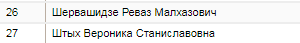 26 Шервашидзе Реваз Малхазович
27 Штых Вероника Станиславовна